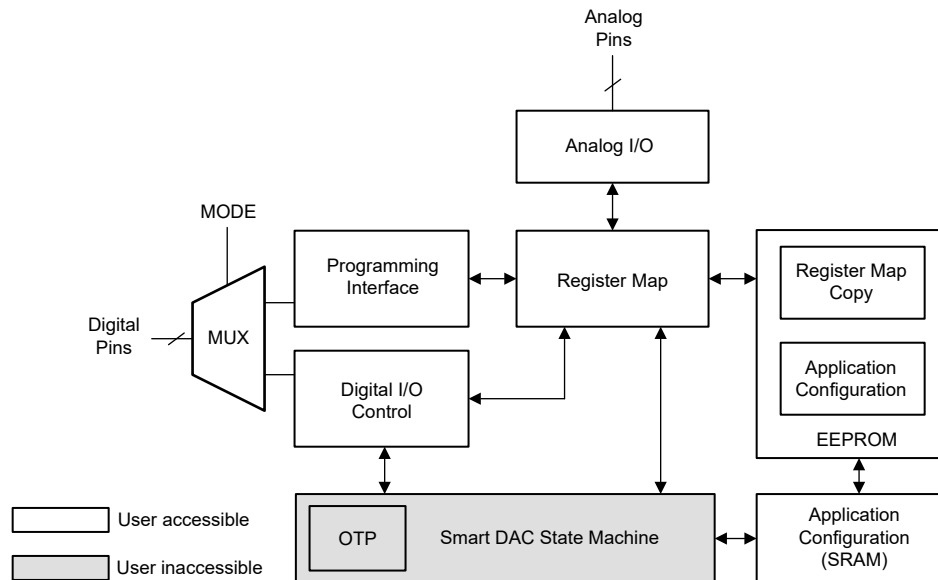 Analog
Pins
Analog I/O
MODE
Programming
Interface
Register Map
Register Map
Copy
Digital
Pins
MUX
Digital I/O
Control
Application
Configuration
EEPROM
User accessible
OTP
Smart DAC State Machine
Application
Configuration
(SRAM)
User inaccessible